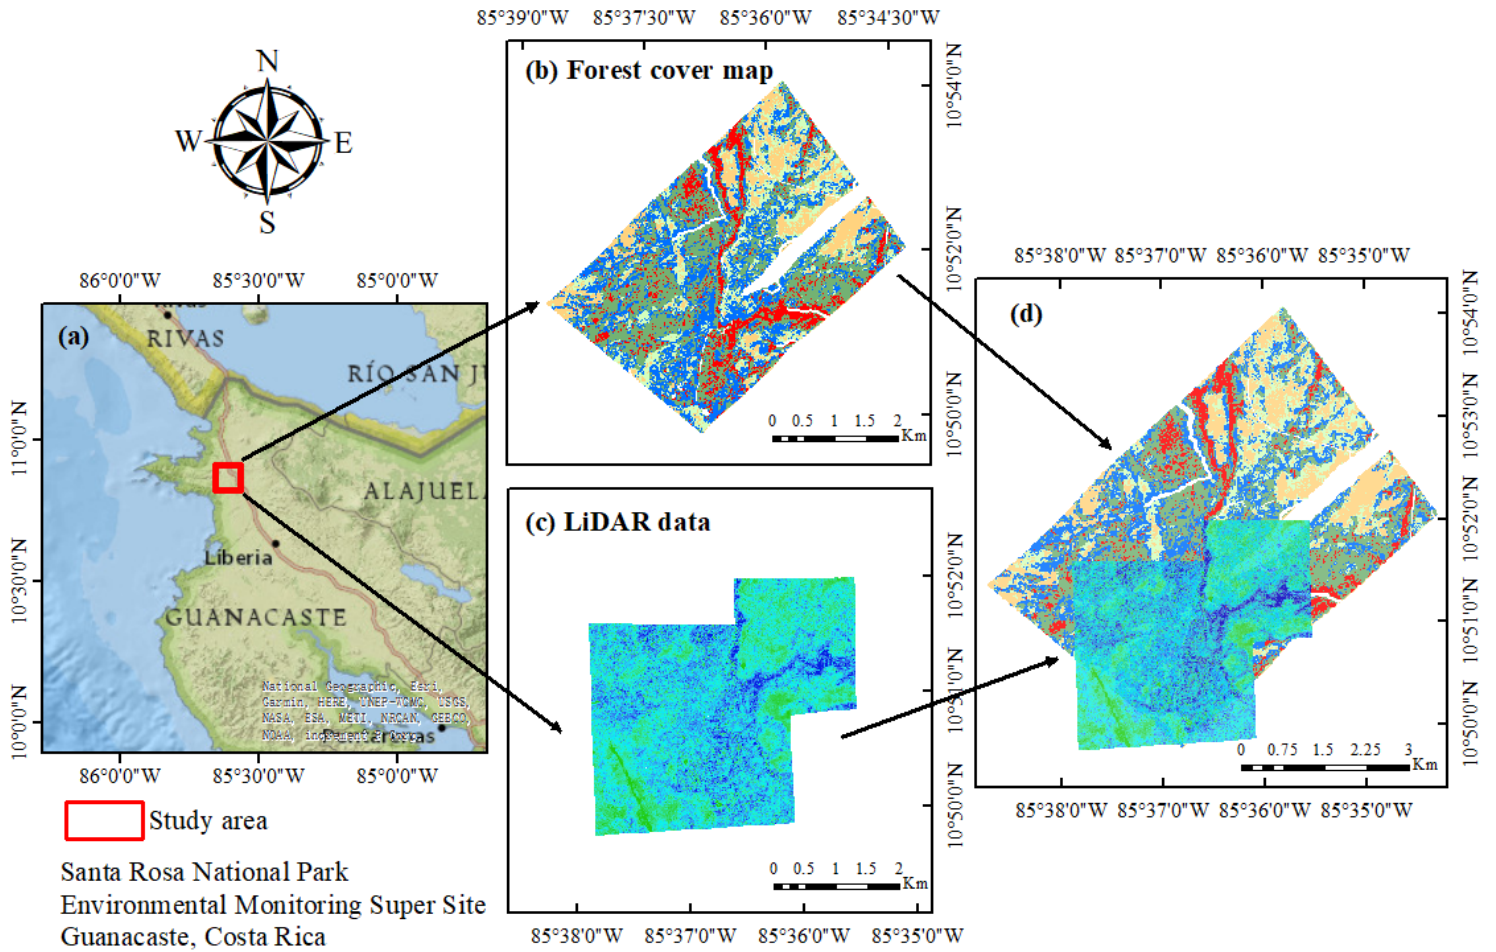 N
W
E
S
86°0'0"W 85°30'0"W 85°0'0"W
(a)
RIVAS
RÍO SAN J
ALAJUEL
Liberia
GUANACASTE
National Geographic, Esri,
Garmin, HERE, UNEP-WCMC, USGS,
NASA, ESA, METI, NRCAN, GEBCO,
NOAA, increment P Corp.
11°0'0"N
10°30'0"N
10°0'0"N
86°0'0"W 85°30'0"W 85°0'0"W
Study area
Santa Rosa National Park
Environmental Monitoring Super Site
Guanacaste, Costa Rica
85°39'0"W 85°37'30"W 85°36'0"W 85°34'30"W
(b) Forest cover map
10°54'0"N
10°52'0"N
10°50'0"N
0 0.5 1 1.5 2
Km
(c) LiDAR data
10°52'0"N
10°51'0"N
10°50'0"N
0 0.5 1 1.5 2
Km
85°38'0"W 85°37'0"W 85°36'0"W 85°35'0"W
85°38'0"W 85°37'0"W 85°36'0"W 85°35'0"W
(d)
10°54'0"N
10°53'0"N
10°52'0"N
10°51'0"N
10°50'0"N
0 0.75 1.5 2.25 3
Km
85°38'0"W 85°37'0"W 85°36'0"W 85°35'0"W